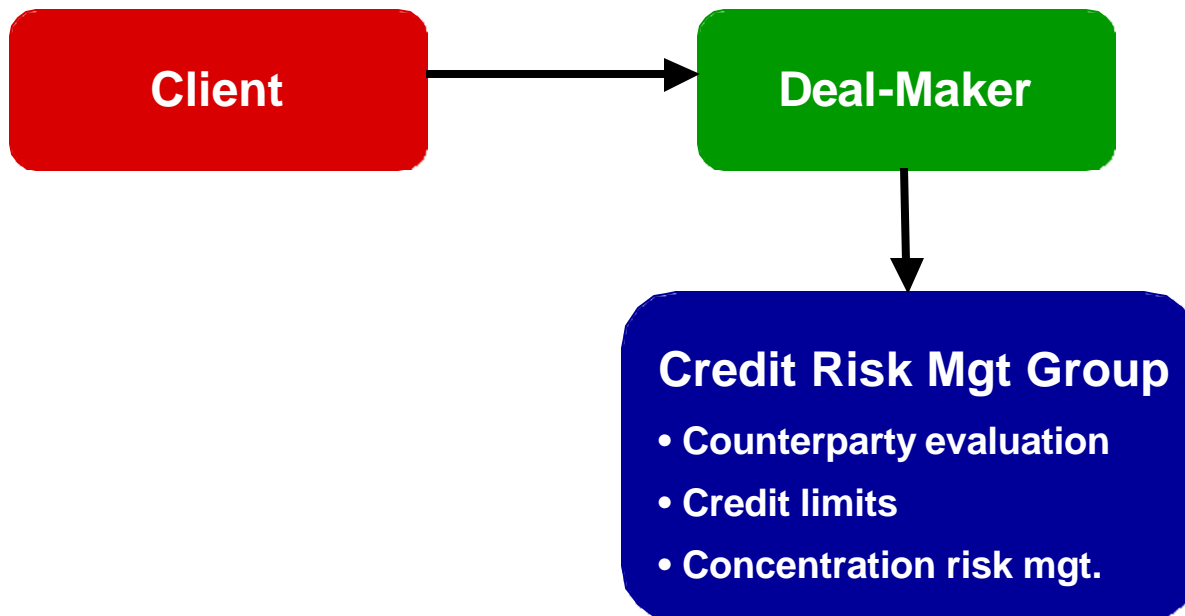 Client
Deal-Maker
Credit Risk Mgt Group
• Counterparty evaluation
• Credit limits
• Concentration risk mgt.